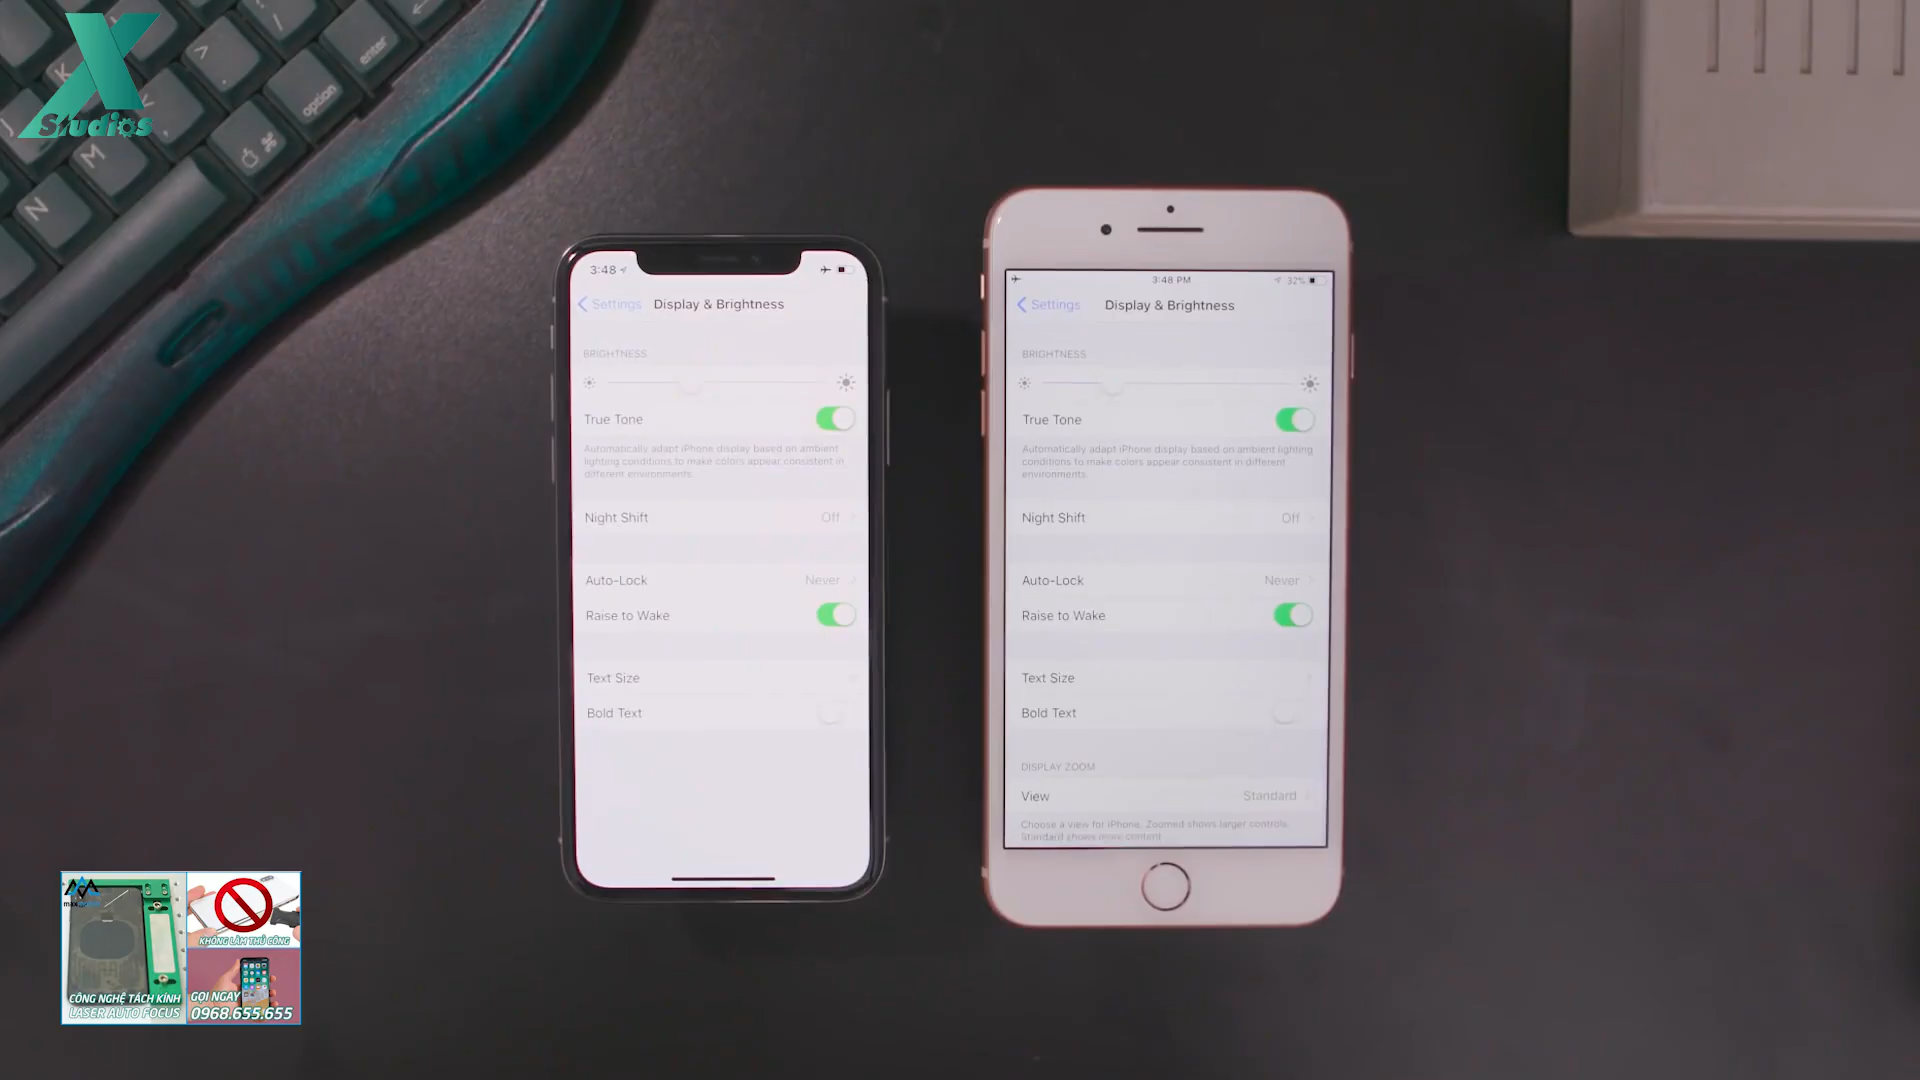 X
Studios
enter
option
K
J
V
M
N
>
/
⌘
3:48
Settings
Display & Brightness
BRIGHTNESS
True Tone
Automatically adapt iPhone display based on ambient
lighting conditions to make colors appear consistent in
different environments.
Night Shift
Off
Auto-Lock
Never
Raise to Wake
Text Size
Bold Text
3:48 PM
32%
Settings
Display & Brightness
BRIGHTNESS
True Tone
Automatically adapt iPhone display based on ambient lighting
conditions to make colors appear consistent in different
environments.
Night Shift
Off
Auto-Lock
Never
Raise to Wake
Text Size
Bold Text
DISPLAY ZOOM
View
Standard
Choose a view for iPhone. Zoomed shows larger controls.
Standard shows more content.
KHÔNG LÀM THỦ CÔNG
CÔNG NGHỆ TÁCH KÍNH
LASER AUTO FOCUS
GỌI NGAY
0968.655.655